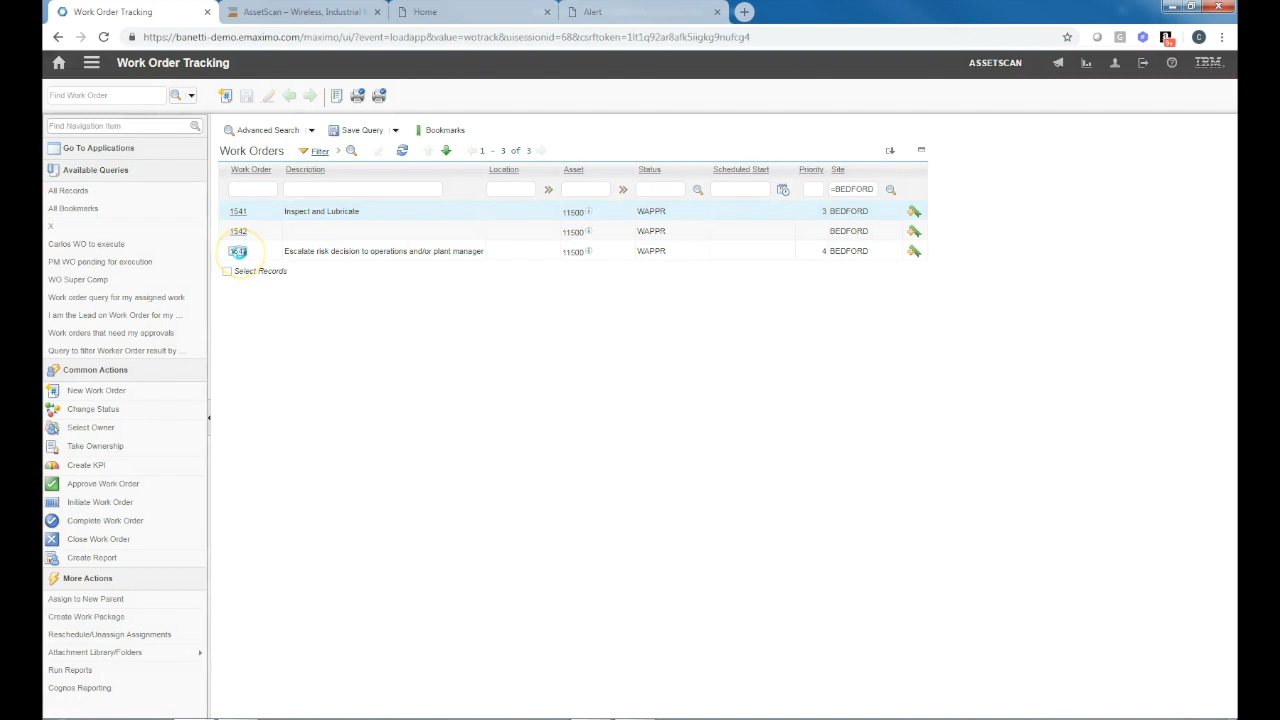 Work Order Tracking
AssetScan – Wireless, Industrial
Home
Alert
https://banetti-demo.emaximo.com/maximo/ui/?event=loadapp&value=wotrack&uisessionid=68&csrftoken=1lt1q92ar8afk5iigkg9nufcg7
C
Work Order Tracking
ASSETSCAN
IBM
Find Work Order
Find Navigation Item
Go To Applications
Available Queries
All Records
All Bookmarks
X
Carlos WO to execute
PM WO pending for execution
WO Super Comp
Work order query for my assigned work
I am the Lead on Work Order for my ...
Work orders that need my approvals
Query to filter Worker Order result by ...
Common Actions
New Work Order
Change Status
Select Owner
Take Ownership
Create KPI
Approve Work Order
Initiate Work Order
Complete Work Order
Close Work Order
Create Report
More Actions
Assign to New Parent
Create Work Package
Reschedule/Unassign Assignments
Attachment Library/Folders
Run Reports
Cognos Reporting
Advanced Search Save Query Bookmarks
Work Orders Filter 1 - 3 of 3
Work Order Description Location Asset Status Scheduled Start Priority Site
=BEDFORD
1541 Inspect and Lubricate 11500 WAPPR 3 BEDFORD
1542 11500 WAPPR BEDFORD
Escalate risk decision to operations and/or plant manager 11500 WAPPR 4 BEDFORD
Select Records